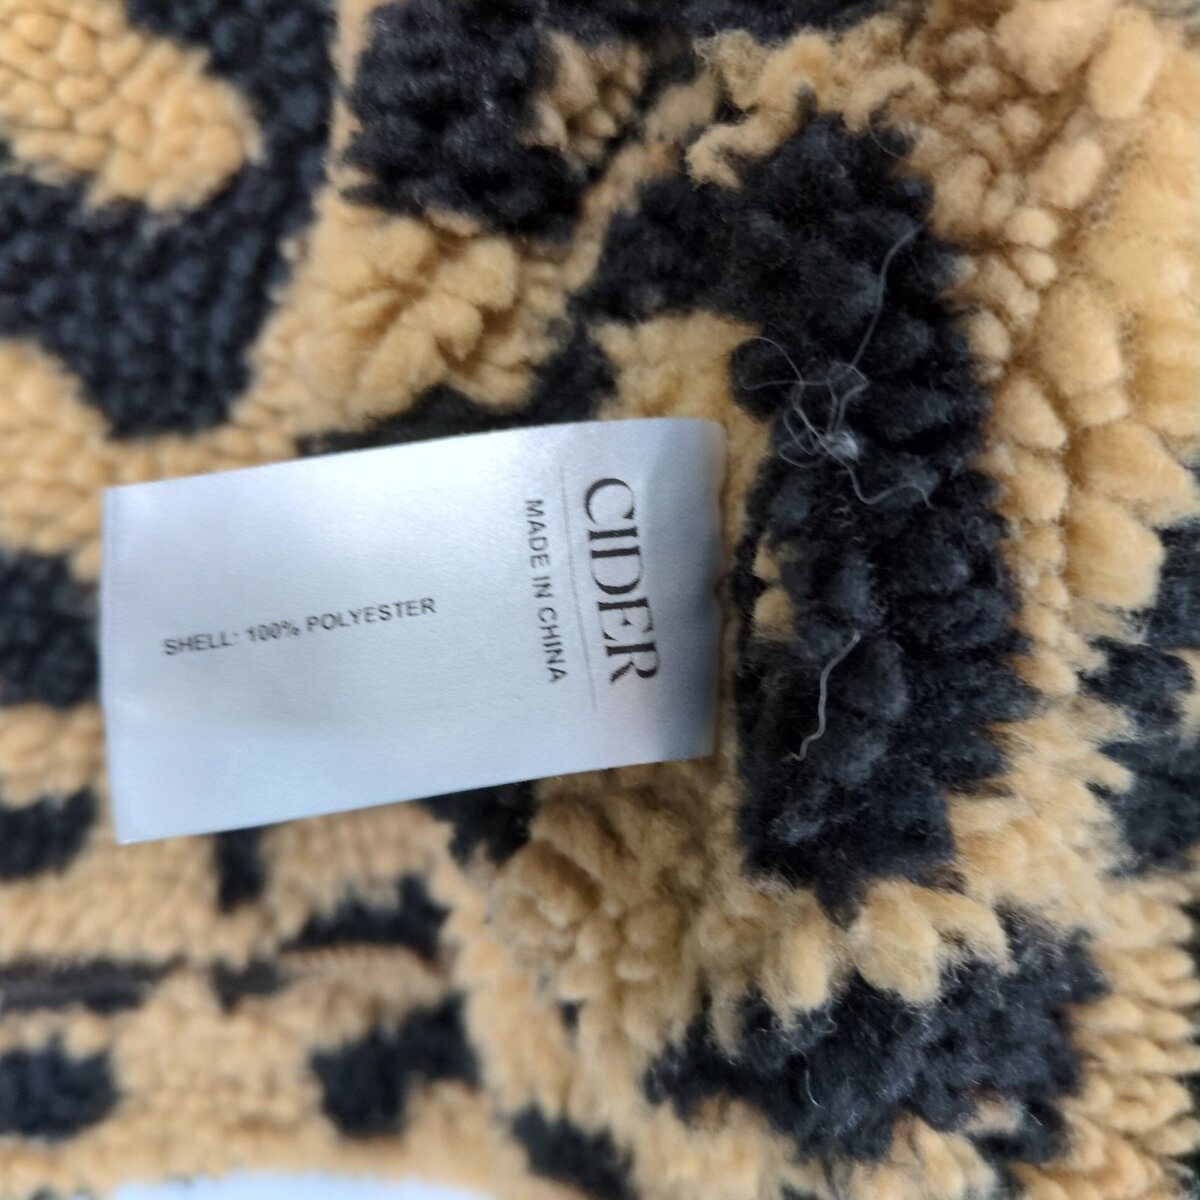 CIDER
MADE IN CHINA
SHELL: 100% POLYESTER